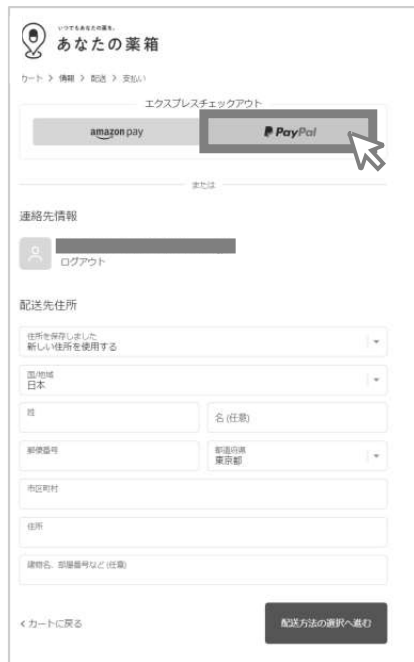 いつでもあなたの薬を。
あなたの薬箱
カート > 情報 > 配送 > 支払い
エクスプレスチェックアウト
amazon pay
PayPal
または
連絡先情報
ログアウト
配送先住所
住所を保存しました
新しい住所を使用する
国/地域
日本
姓
名 (任意)
郵便番号
都道府県
東京都
市区町村
住所
建物名、部屋番号など (任意)
< カートに戻る
配送方法の選択へ進む